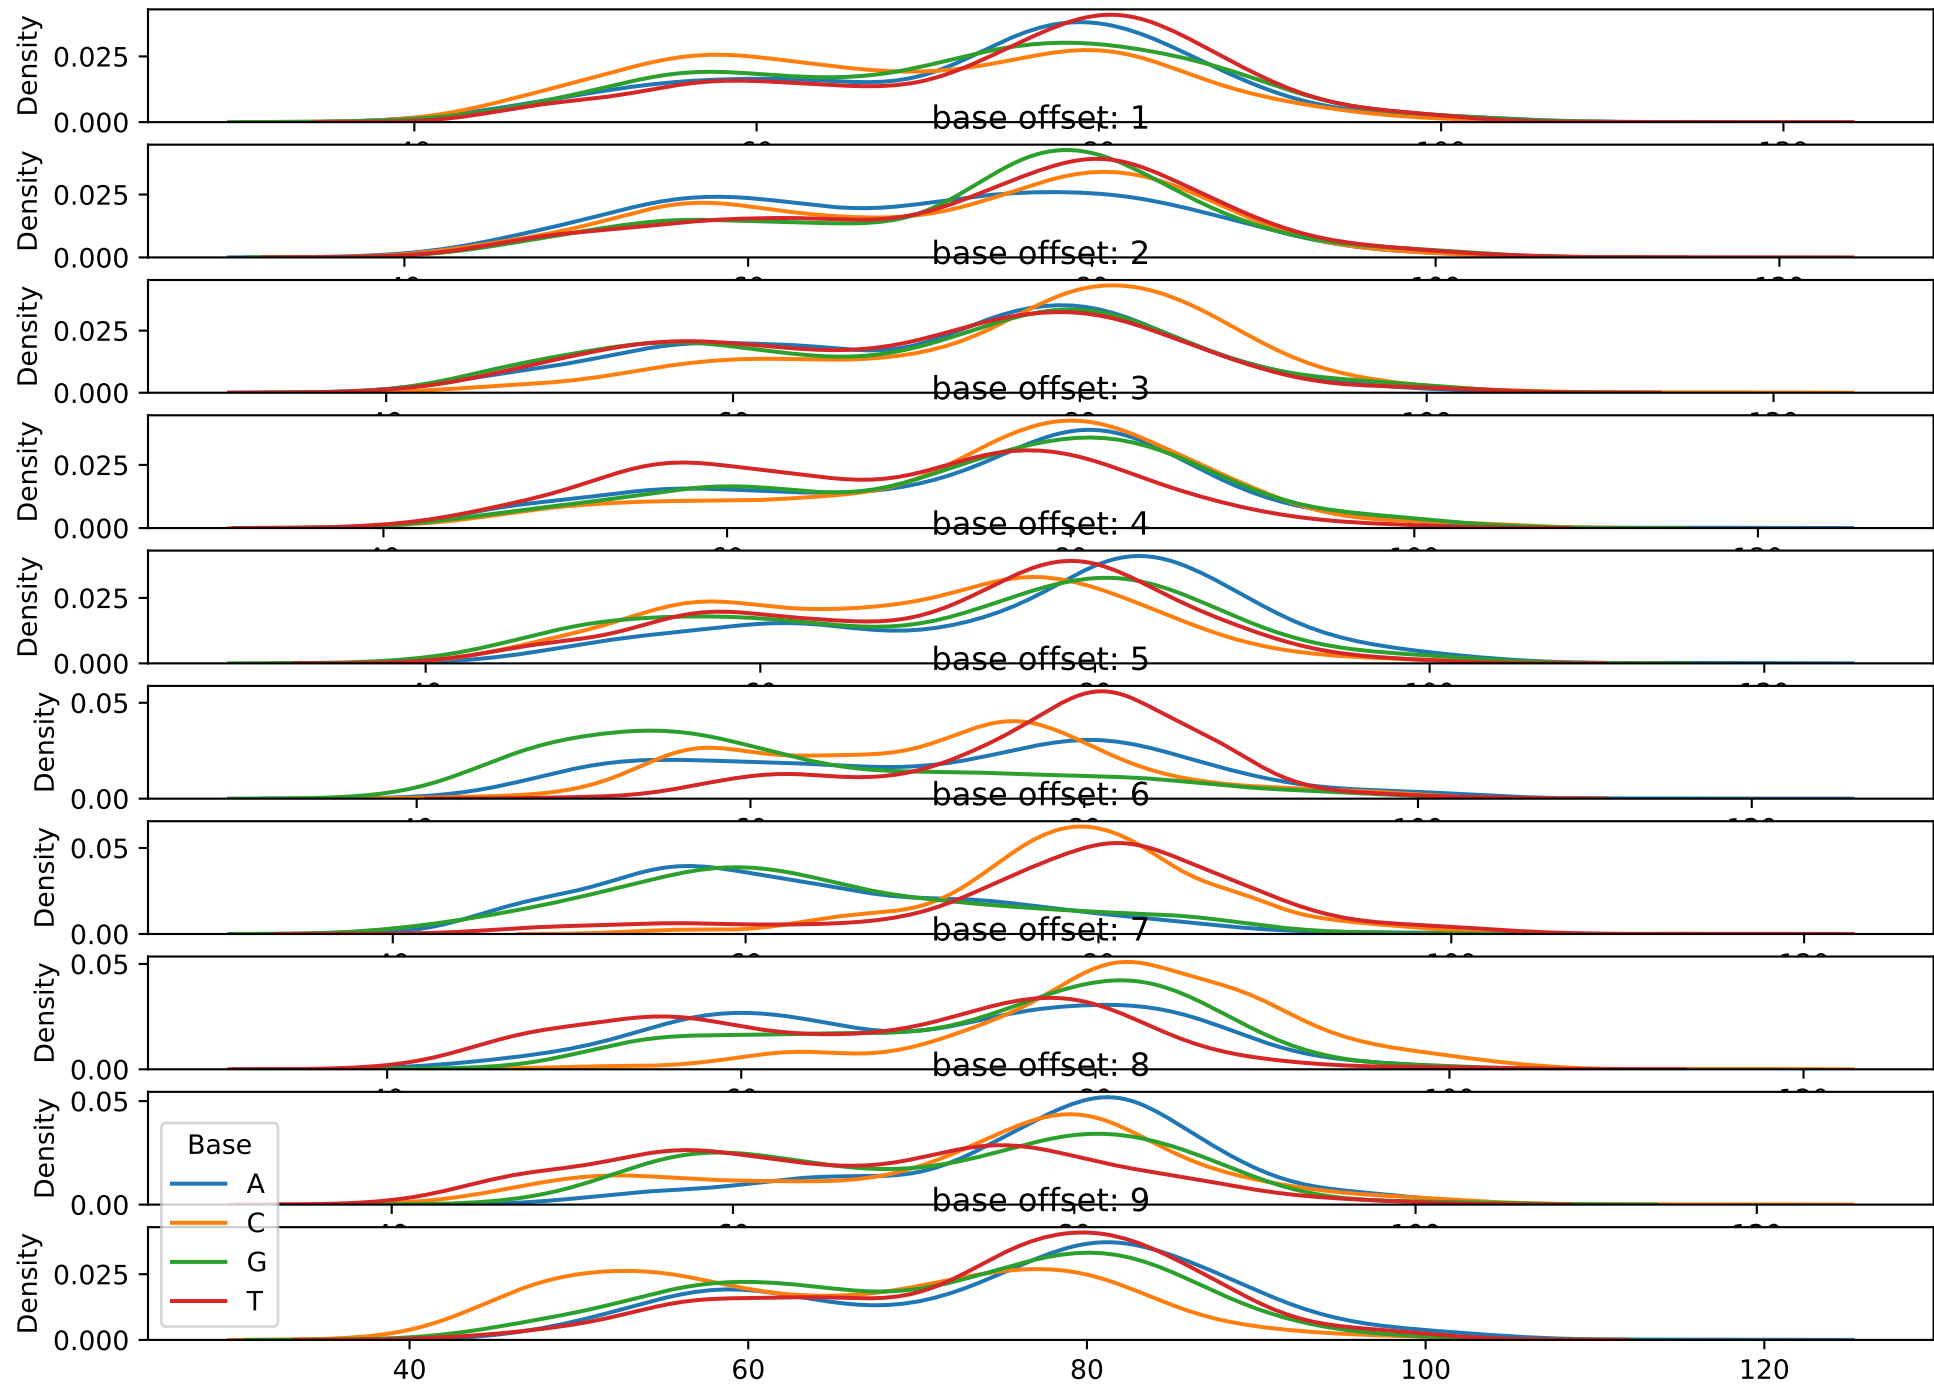 Density
0.025
0.000
base offset: 1
Density
0.025
0.000
base offset: 2
Density
0.025
0.000
base offset: 3
Density
0.025
0.000
base offset: 4
Density
0.025
0.000
base offset: 5
Density
0.05
0.00
base offset: 6
Density
0.05
0.00
base offset: 7
Density
0.05
0.00
base offset: 8
Density
0.05
0.00
base offset: 9
Density
0.025
0.000
40 60 80 100 120
Base
A
C
G
T